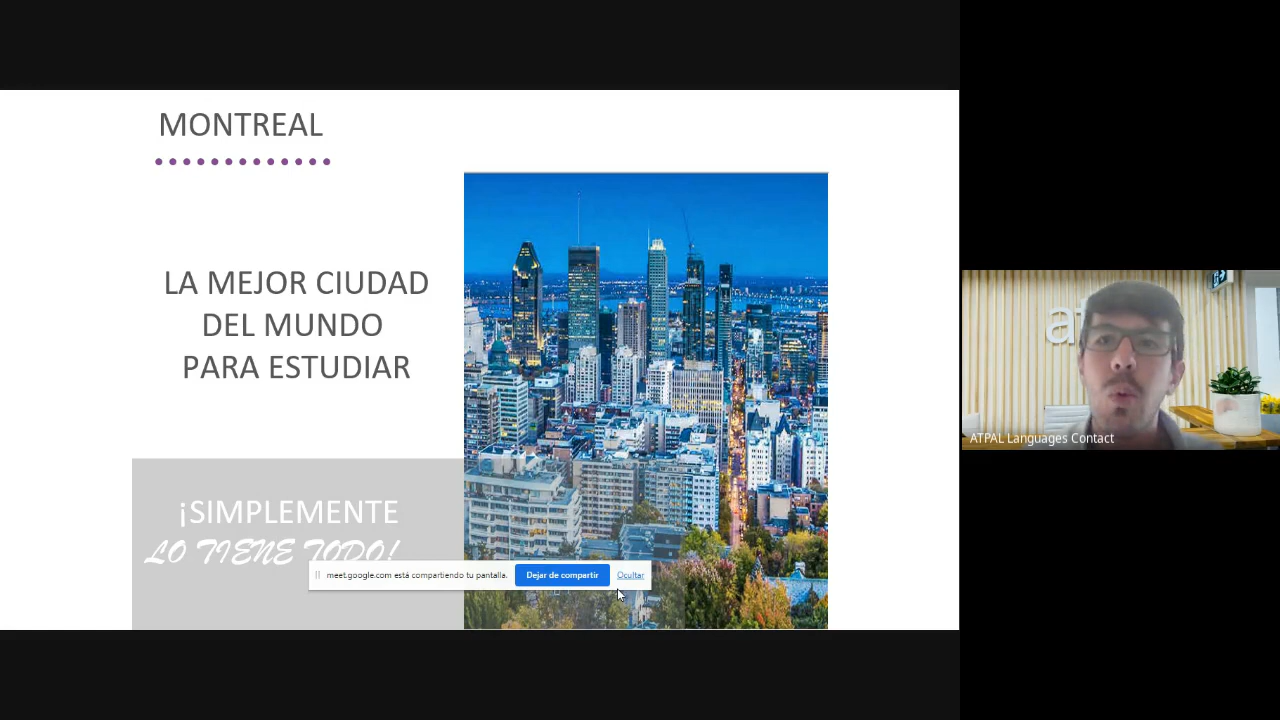 MONTREAL
LA MEJOR CIUDAD
DEL MUNDO
PARA ESTUDIAR
¡SIMPLEMENTE
LO TIENE TODO!
meet.google.com está compartiendo tu pantalla.
Dejar de compartir
Ocultar
ATPAL Languages Contact